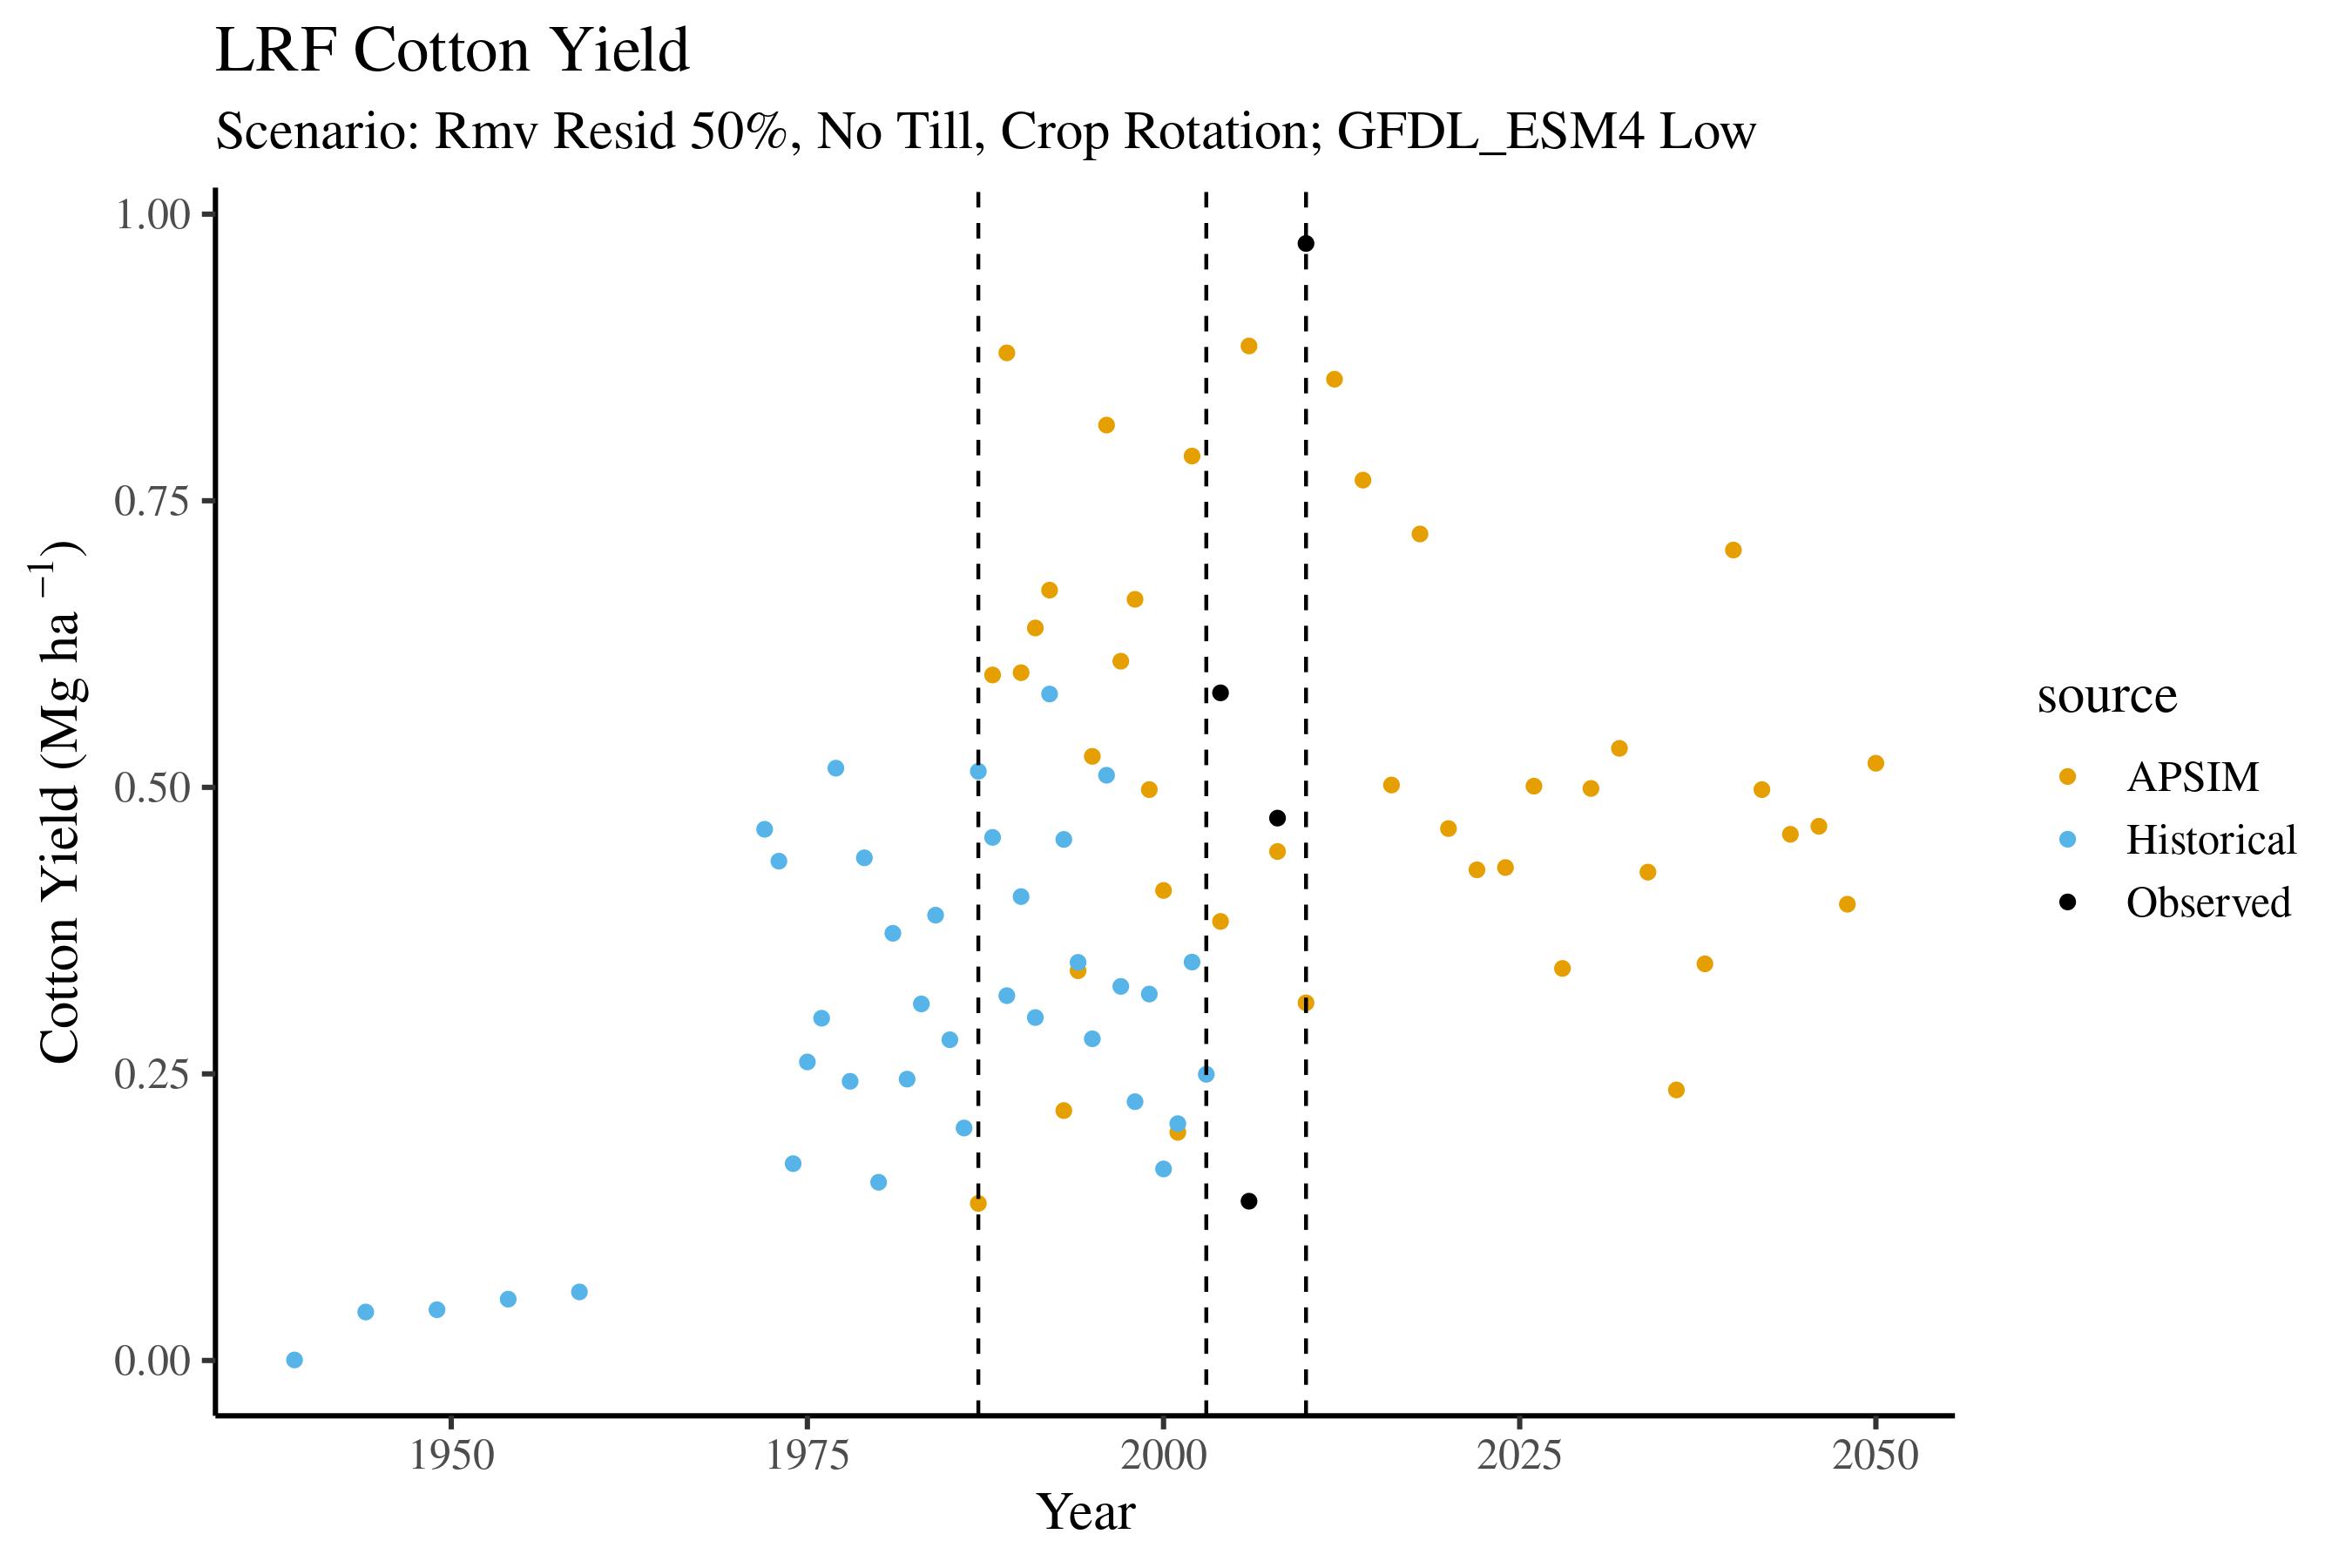 LRF Cotton Yield
Scenario: Rmv Resid 50%, No Till, Crop Rotation; GFDL_ESM4 Low
Cotton Yield (Mg ha −1)
1.00
0.75
0.50
0.25
0.00
1950 1975 2000 2025 2050
Year
source
APSIM
Historical
Observed